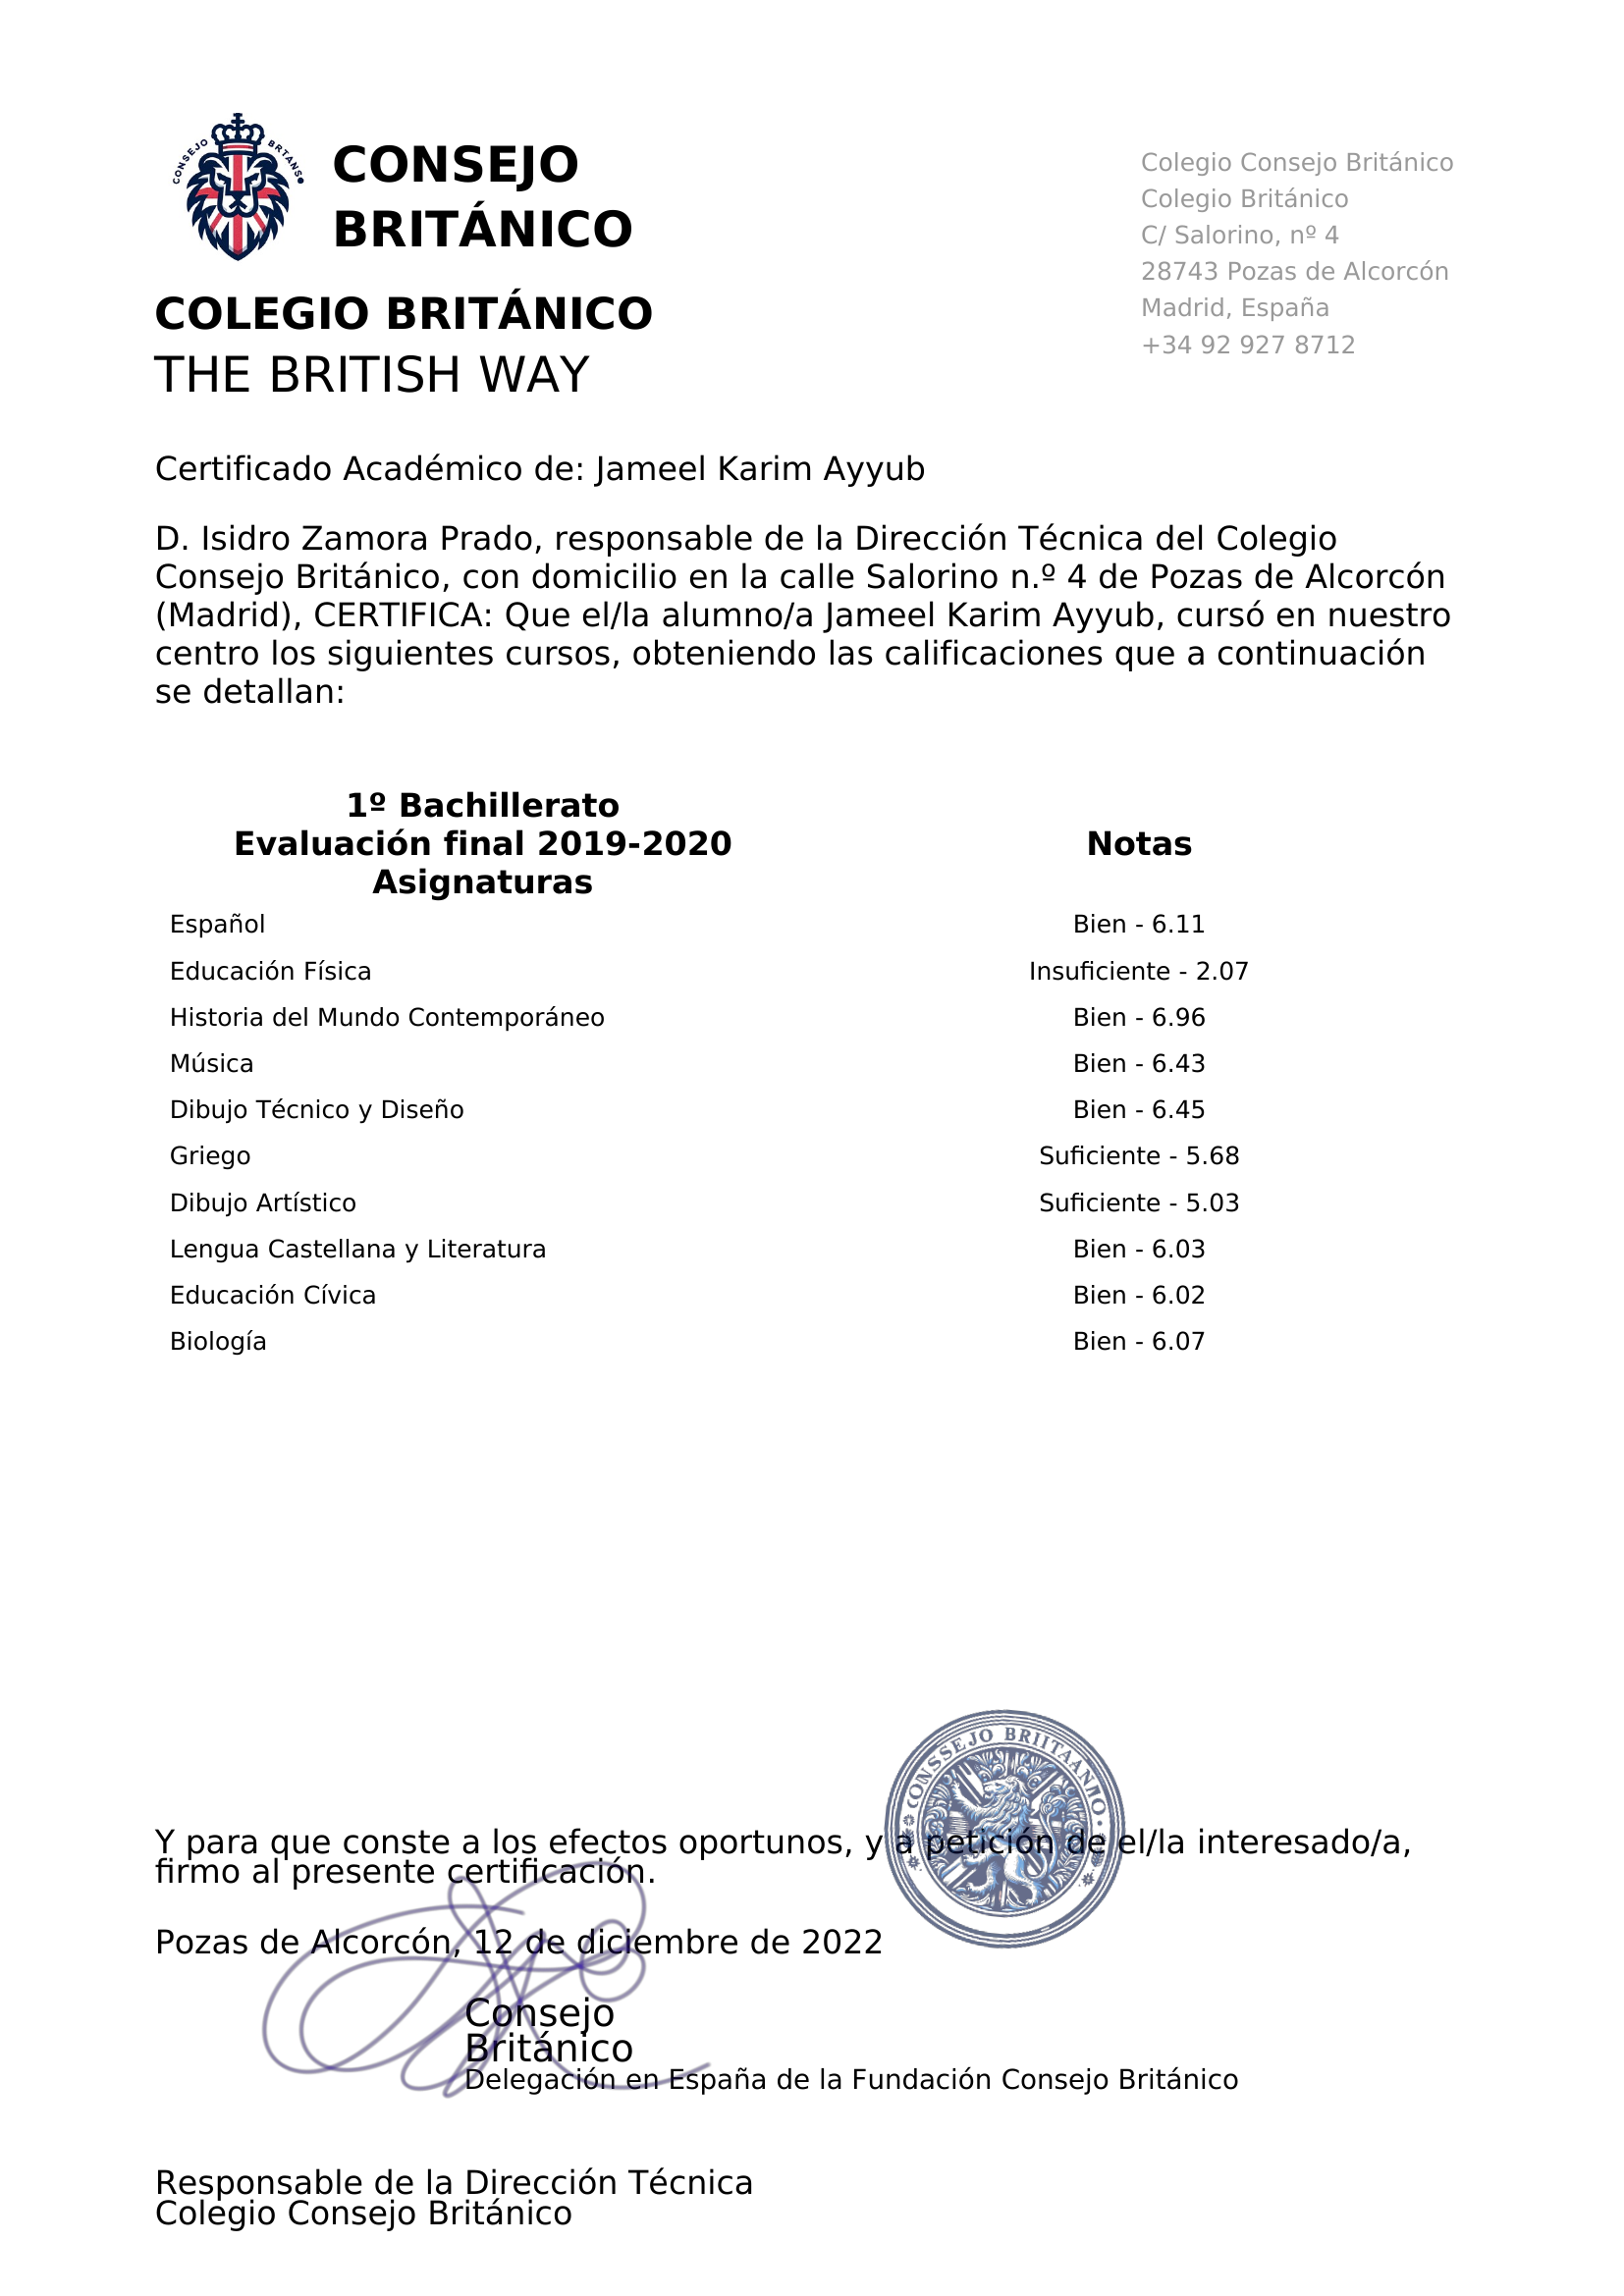 CONSEJO BRTANS
CONSEJO
BRITÁNICO
COLEGIO BRITÁNICO
THE BRITISH WAY
Colegio Consejo Británico
Colegio Británico
C/ Salorino, nº 4
28743 Pozas de Alcorcón
Madrid, España
+34 92 927 8712
Certificado Académico de: Jameel Karim Ayyub
D. Isidro Zamora Prado, responsable de la Dirección Técnica del Colegio
Consejo Británico, con domicilio en la calle Salorino n.º 4 de Pozas de Alcorcón
(Madrid), CERTIFICA: Que el/la alumno/a Jameel Karim Ayyub, cursó en nuestro
centro los siguientes cursos, obteniendo las calificaciones que a continuación
se detallan:
1º Bachillerato
Evaluación final 2019-2020
Asignaturas
Notas
Español Bien - 6.11
Educación Física Insuficiente - 2.07
Historia del Mundo Contemporáneo Bien - 6.96
Música Bien - 6.43
Dibujo Técnico y Diseño Bien - 6.45
Griego Suficiente - 5.68
Dibujo Artístico Suficiente - 5.03
Lengua Castellana y Literatura Bien - 6.03
Educación Cívica Bien - 6.02
Biología Bien - 6.07
CONSSEJO BRIITAANMO
Y para que conste a los efectos oportunos, y a petición de el/la interesado/a,
firmo al presente certificación.
Pozas de Alcorcón, 12 de diciembre de 2022
Consejo
Británico
Delegación en España de la Fundación Consejo Británico
Responsable de la Dirección Técnica
Colegio Consejo Británico